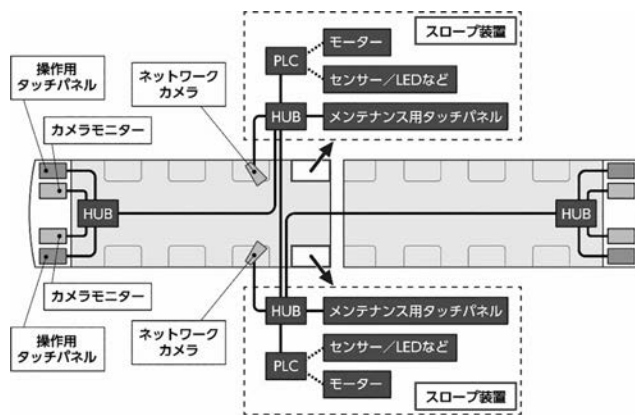 スロープ装置
モーター
PLC
センサー／LEDなど
HUB
メンテナンス用タッチパネル
操作用
タッチパネル
ネットワーク
カメラ
カメラモニター
HUB
HUB
カメラモニター
操作用
タッチパネル
ネットワーク
カメラ
HUB
メンテナンス用タッチパネル
センサー／LEDなど
PLC
モーター
スロープ装置